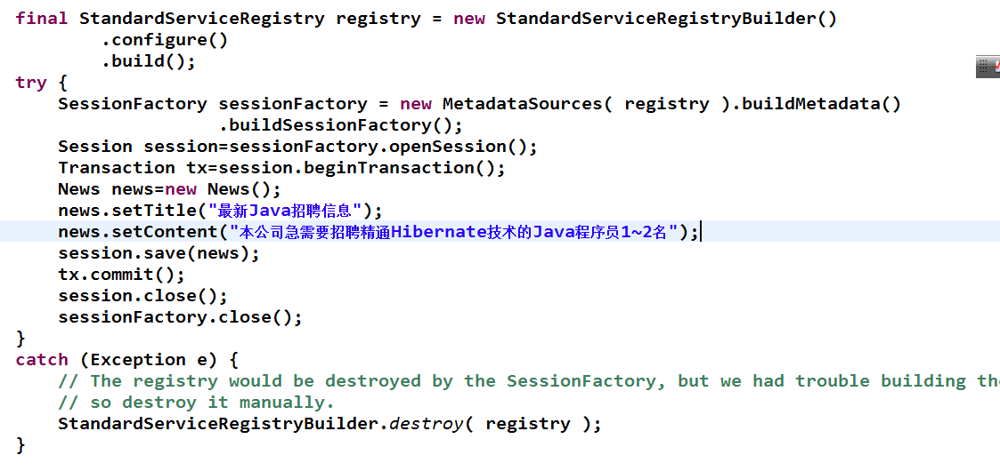 final StandardServiceRegistry registry = new StandardServiceRegistryBuilder()
        .configure()
        .build();
try {
    SessionFactory sessionFactory = new MetadataSources( registry ).buildMetadata()
                   .buildSessionFactory();
    Session session=sessionFactory.openSession();
    Transaction tx=session.beginTransaction();
    News news=new News();
    news.setTitle("最新Java招聘信息");
    news.setContent("本公司急需要招聘精通Hibernate技术的Java程序员1~2名");
    session.save(news);
    tx.commit();
    session.close();
    sessionFactory.close();
}
catch (Exception e) {
    // The registry would be destroyed by the SessionFactory, but we had trouble building
    // so destroy it manually.
    StandardServiceRegistryBuilder.destroy( registry );
}